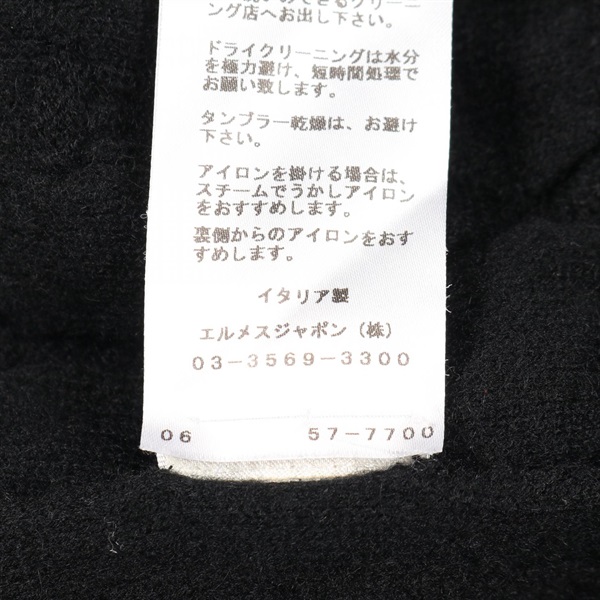 ング店へお出し下さい。
ドライクリーニングは水分
を極力避け、短時間処理で
お願い致します。
タンブラー乾燥は、お避け
下さい。
アイロンを掛ける場合は、
スチームでうかしアイロン
をおすすめします。
裏側からのアイロンをおす
すめします。
イタリア製
エルメスジャポン（株）
03-3569-3300
06 57-7700